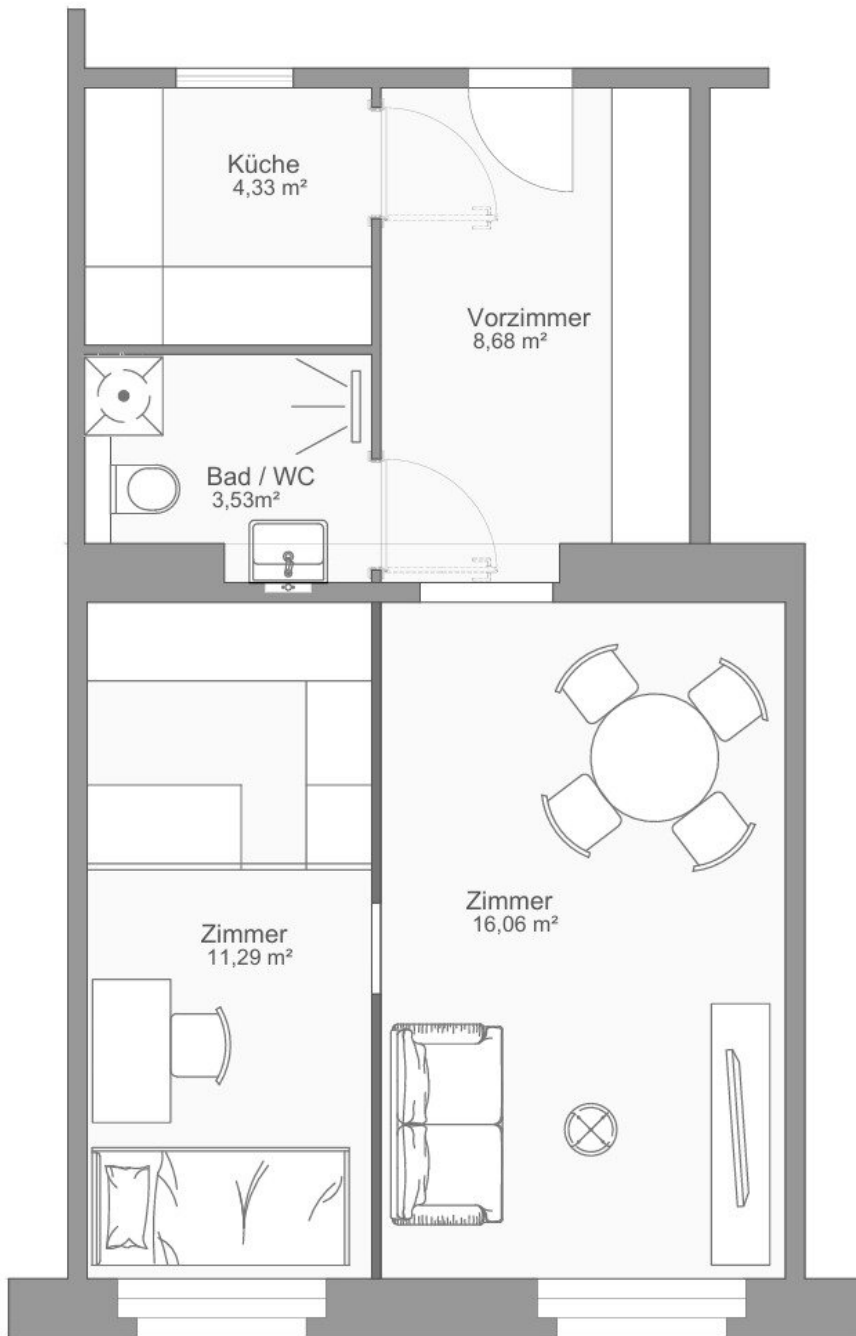 Küche
4,33 m²
Vorzimmer
8,68 m²
Bad / WC
3,53m²
Zimmer
16,06 m²
Zimmer
11,29 m²